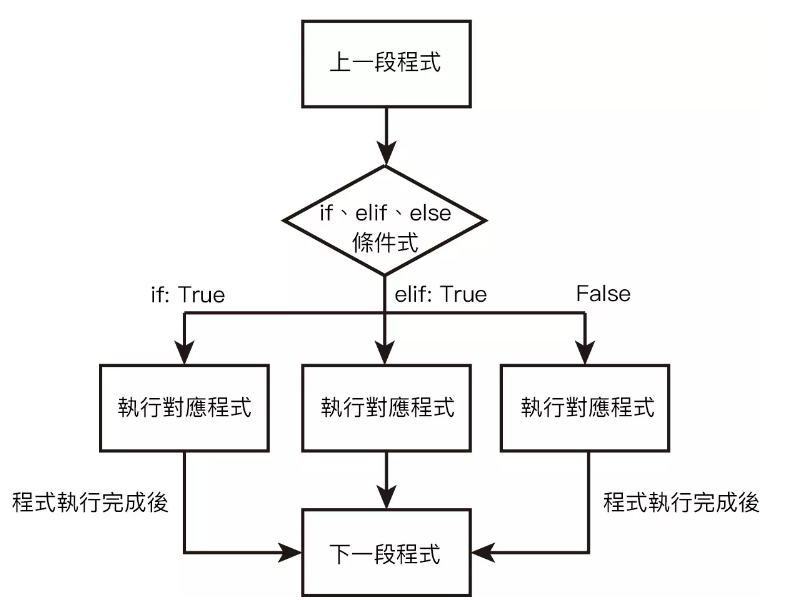 上一段程式
if、elif、else
條件式
if: True
elif: True
False
執行對應程式
執行對應程式
執行對應程式
程式執行完成後
程式執行完成後
下一段程式